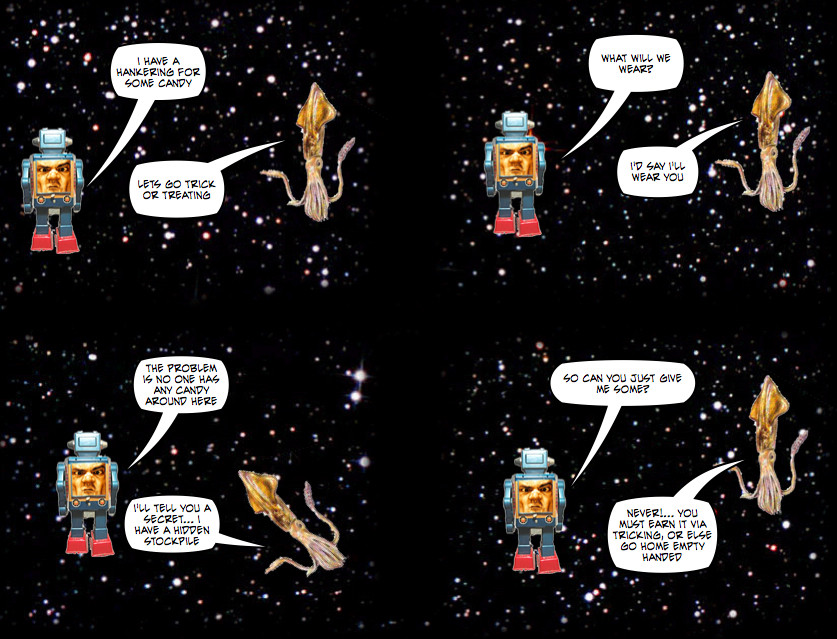 I HAVE A
HANKERING FOR
SOME CANDY
LETS GO TRICK
OR TREATING
WHAT WILL WE
WEAR?
I'D SAY I'LL
WEAR YOU
THE PROBLEM
IS NO ONE HAS
ANY CANDY
AROUND HERE
I'LL TELL YOU A
SECRET... I
HAVE A HIDDEN
STOCKPILE
SO CAN YOU JUST GIVE
ME SOME?
NEVER!... YOU
MUST EARN IT VIA
TRICKING, OR ELSE
GO HOME EMPTY
HANDED